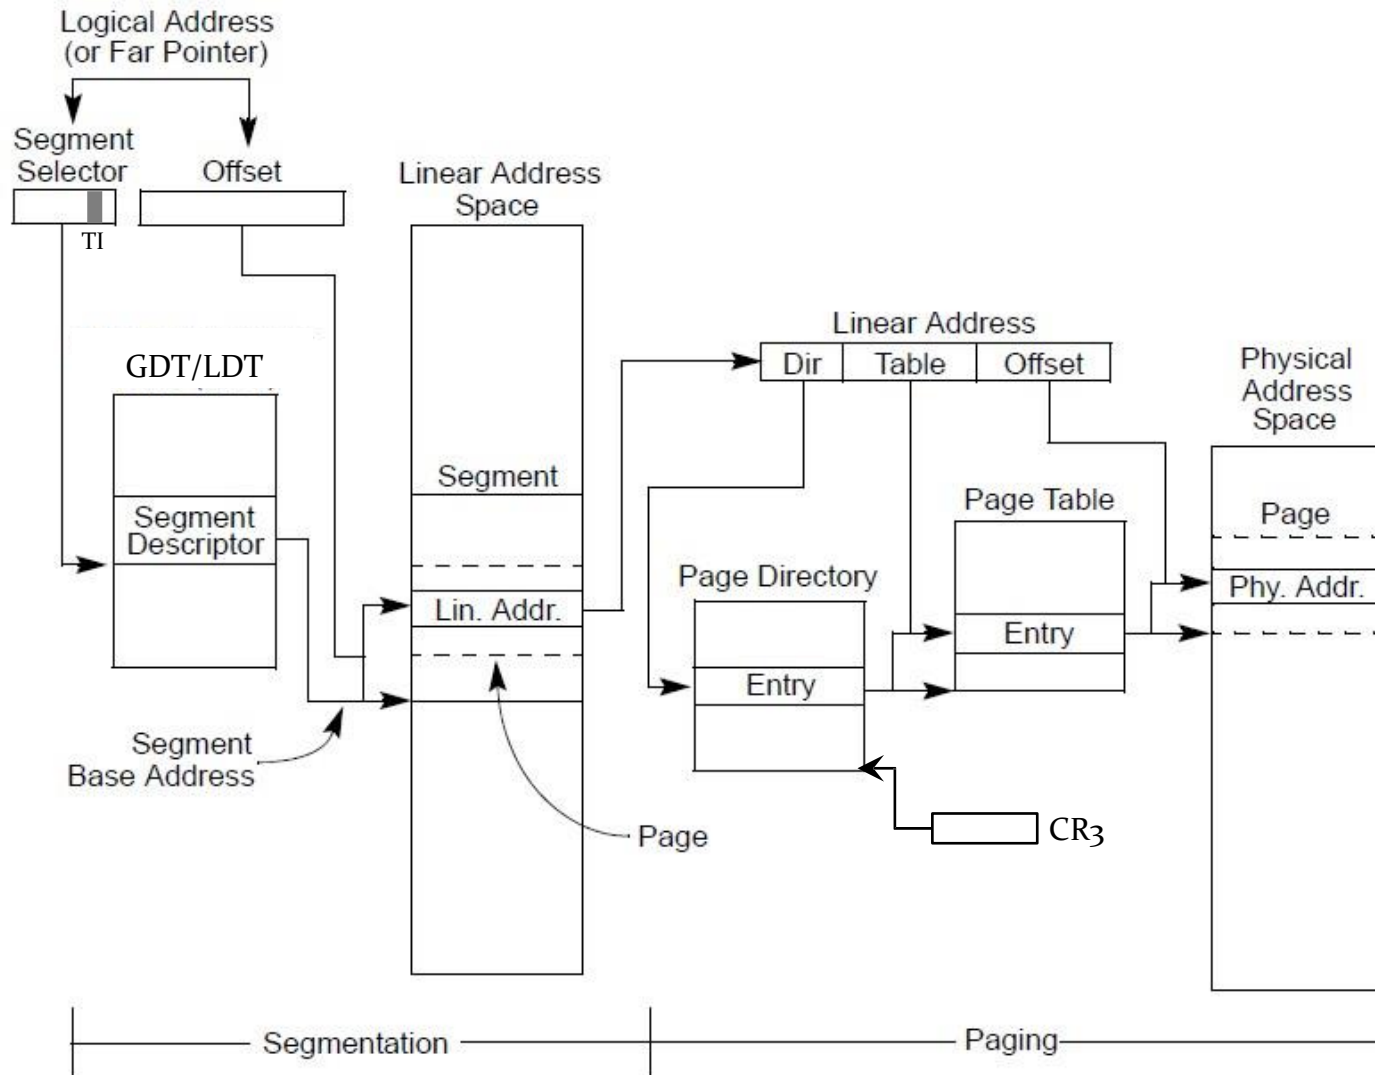 Logical Address
(or Far Pointer)
Segment
Selector
Offset
TI
Linear Address
Space
GDT/LDT
Segment
Descriptor
Segment
Lin. Addr.
Segment
Base Address
Page
Linear Address
Dir
Table
Offset
Physical
Address
Space
Page Table
Page
Page Directory
Phy. Addr.
Entry
Entry
CR3
Segmentation
Paging